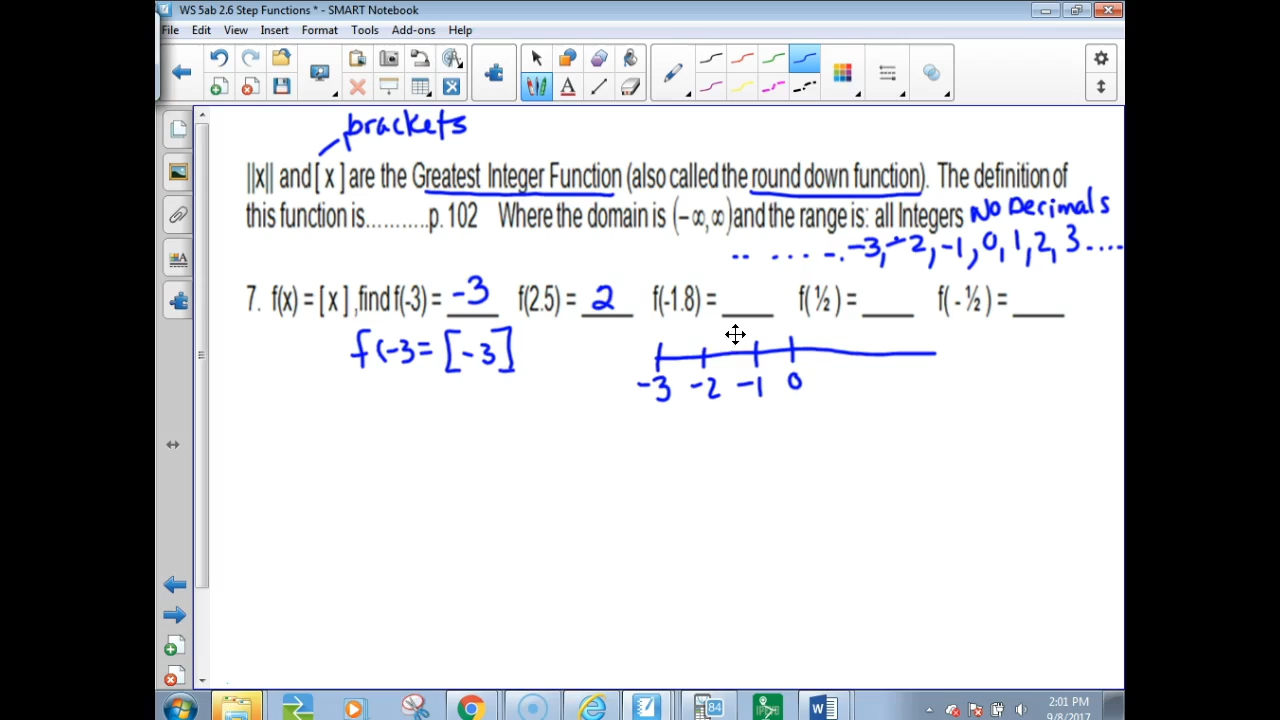 WS 5ab 2.6 Step Functions * - SMART Notebook
File Edit View Insert Format Tools Add-ons Help
brackets
||x|| and [ x ] are the Greatest Integer Function (also called the round down function). The definition of
this function is..........p. 102 Where the domain is (-∞,∞) and the range is: all Integers No Decimals
.. .... -. -3, -2, -1, 0, 1, 2, 3 ....
7. f(x) = [ x ] ,find f(-3) = -3 f(2.5) = 2 f(-1.8) = ____ f( ½ ) = ____ f( - ½ ) = ____
f(-3 = [-3]
-3 -2 -1 0
84
W
2:01 PM
9/8/2017